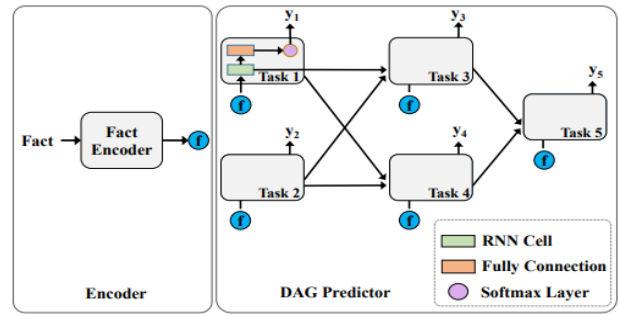 y1
y3
y5
Task 1
Task 3
f
f
Fact
Fact
Encoder
f
y2
y4
Task 5
f
Task 2
Task 4
f
f
RNN Cell
Fully Connection
Softmax Layer
Encoder
DAG Predictor